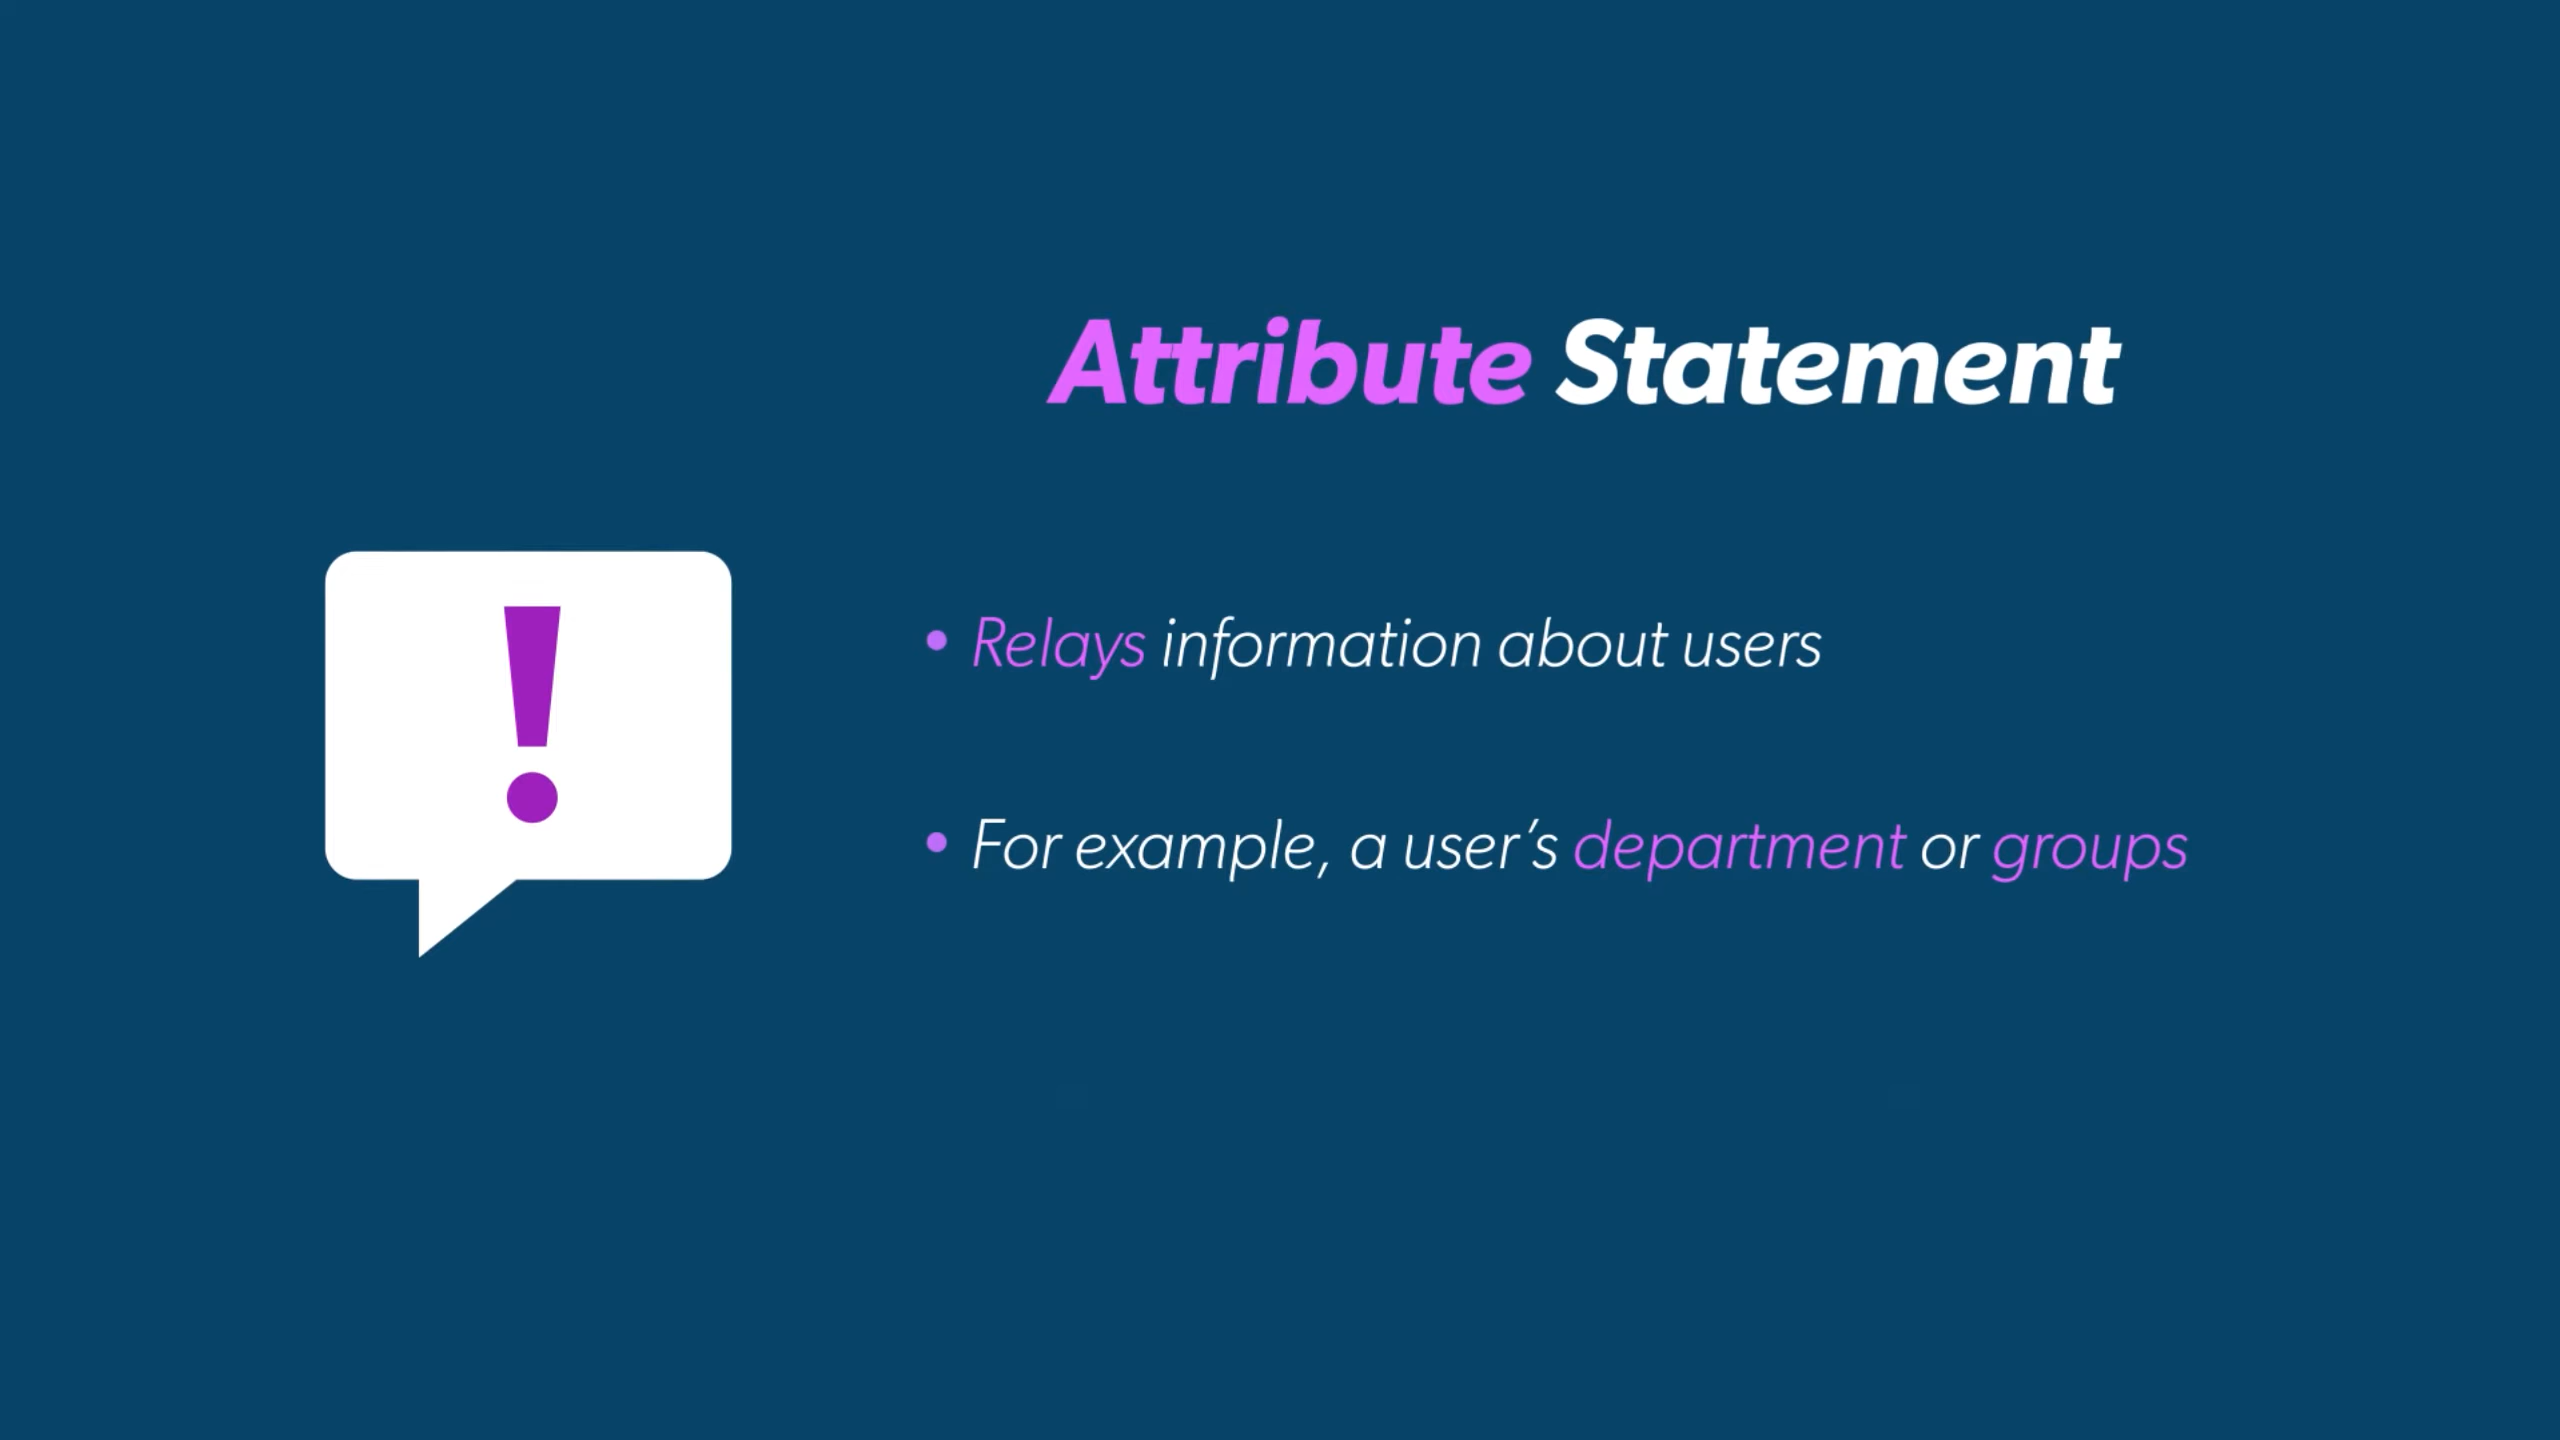 Attribute Statement
• Relays information about users
• For example, a user’s department or groups